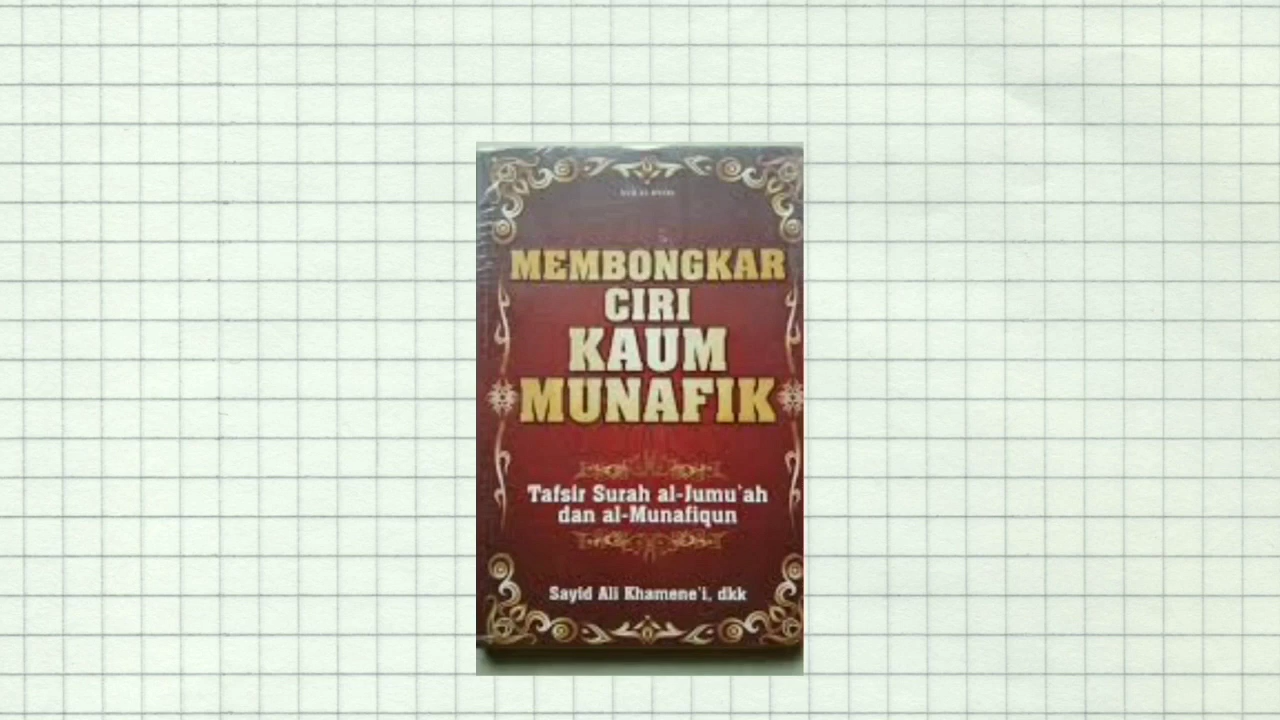 MEMBONGKAR
CIRI
KAUM
MUNAFIK
Tafsir Surah al-Jumu'ah
dan al-Munafiqun
Sayid Ali Khamene'i, dkk